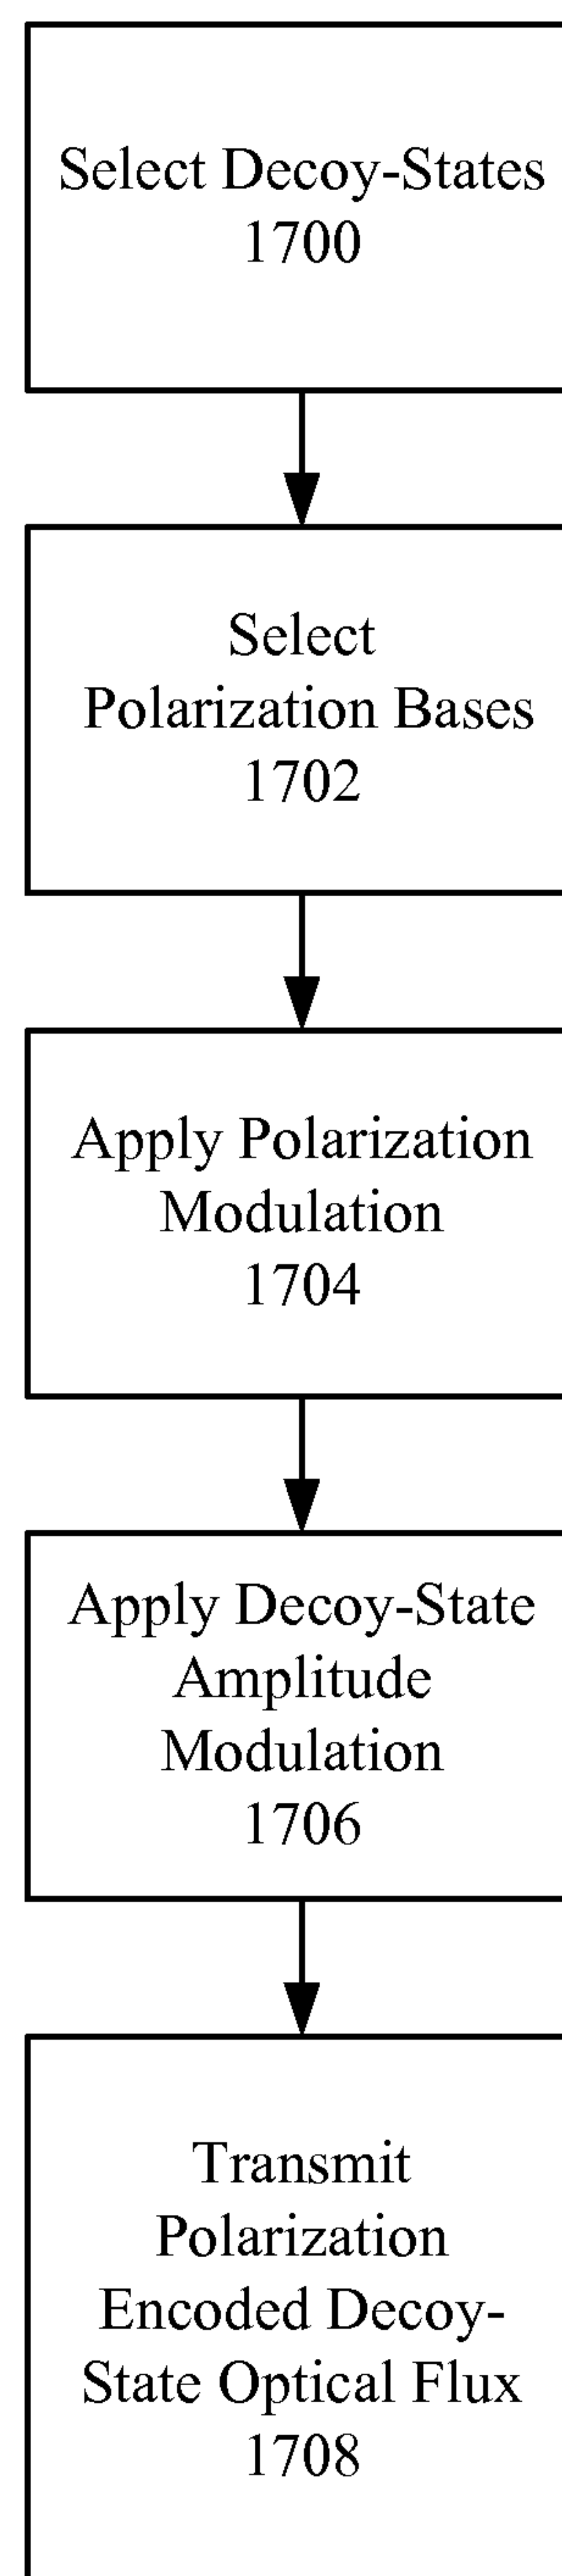 Select Decoy-States
1700
Select
Polarization Bases
1702
Apply Polarization
Modulation
1704
Apply Decoy-State
Amplitude
Modulation
1706
Transmit
Polarization
Encoded Decoy-
State Optical Flux
1708